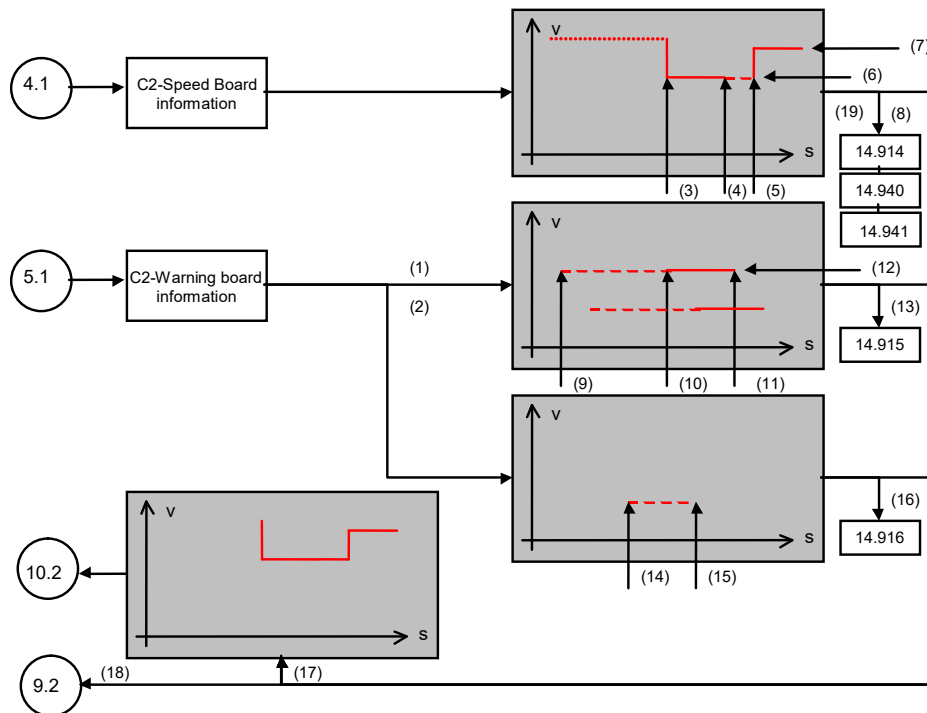 v
(7)
4.1
C2-Speed Board
information
(6)
(19)
(8)
s
14.914
(3)
(4)
(5)
14.940
v
14.941
5.1
C2-Warning board
information
(1)
(12)
(2)
(13)
s
14.915
(9)
(10)
(11)
v
v
(16)
s
14.916
10.2
(14)
(15)
s
(18)
(17)
9.2